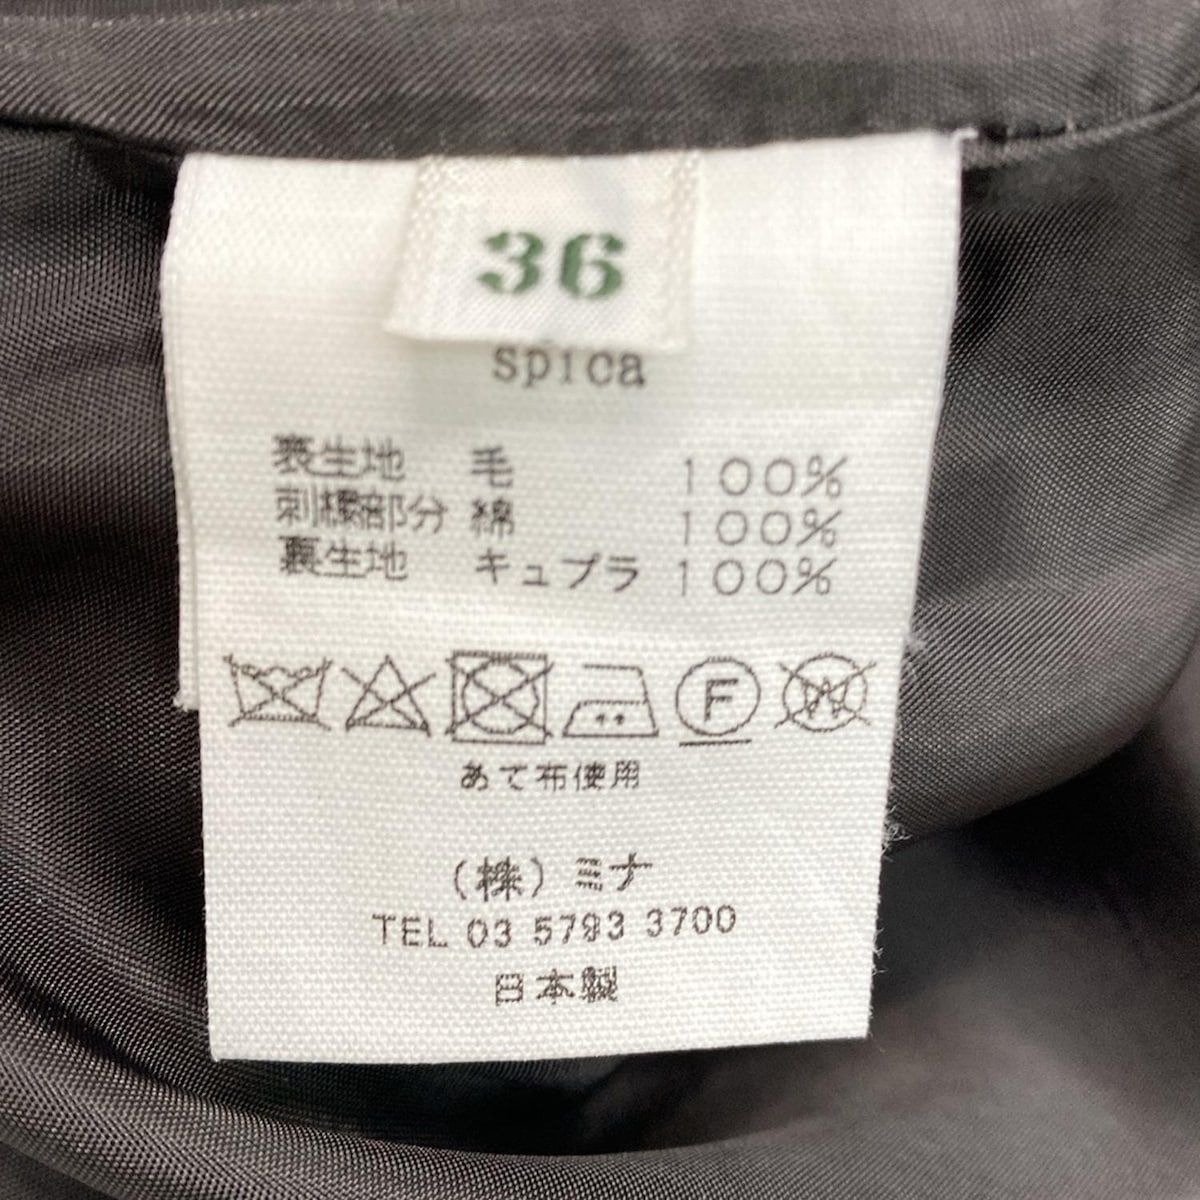 36
spica
表生地 毛 100%
刺繍部分 綿 100%
裏生地 キュプラ 100%
F
W
あて布使用
(株)ミナ
TEL 03 5793 3700
日本製